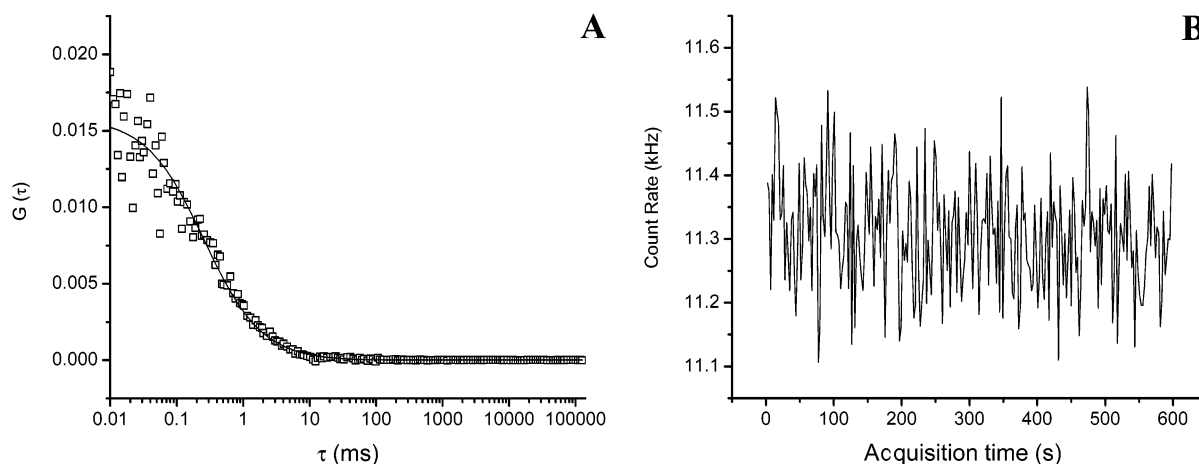 A
0.020
0.015
0.010
0.005
0.000
G (τ)
0.01 0.1 1 10 100 1000 10000 100000
τ (ms)
B
11.6
11.5
11.4
11.3
11.2
11.1
Count Rate (kHz)
0 100 200 300 400 500 600
Acquisition time (s)